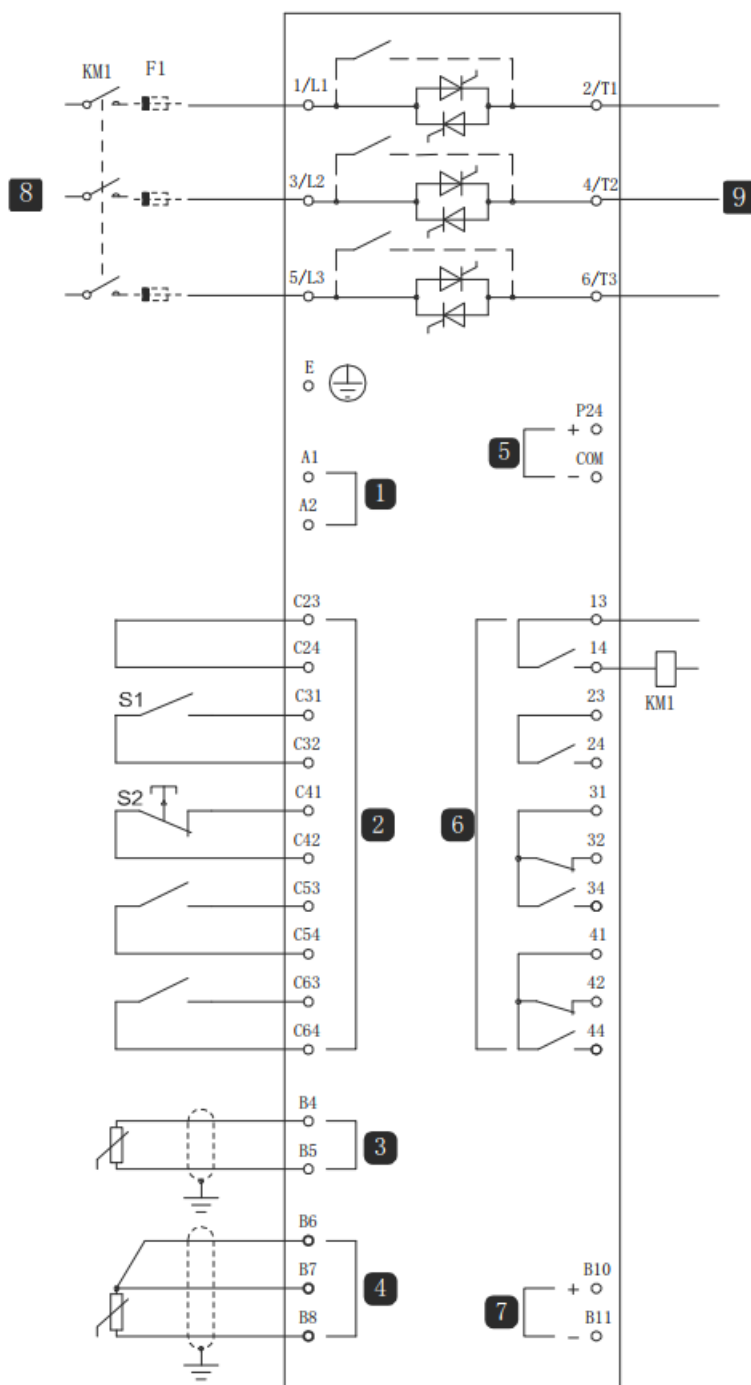 KM1 F1
1/L1 2/T1
8 3/L2 4/T2 9
5/L3 6/T3
E
P24
+
5 COM
-
A1
1
A2
C23 13
C24 14
KM1
S1 C31 23
C32 24
S2 C41 31
2 6
C42 32
C53 34
C54 41
C63 42
C64 44
B4
3
B5
B6
B7 B10
4 7 +
B8 B11
-